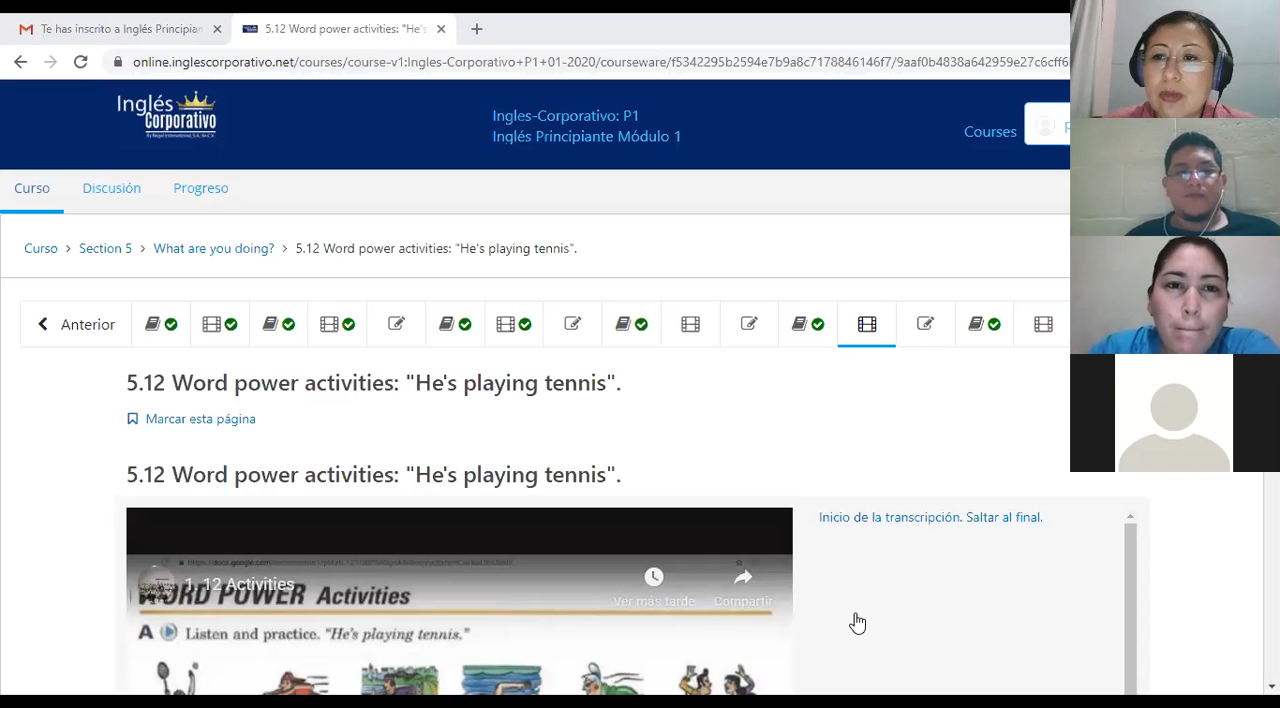 Te has inscrito a Inglés Principian
5.12 Word power activities: "He's
online.inglescorporativo.net/courses/course-v1:Ingles-Corporativo+P1+01-2020/courseware/f5342295b2594e7b9a8c7178846146f7/9aaf0b4838a642959e27c6cff6
Inglés
Corporativo
Ingles-Corporativo: P1
Inglés Principiante Módulo 1
Courses
Curso
Discusión
Progreso
Curso > Section 5 > What are you doing? > 5.12 Word power activities: "He's playing tennis".
Anterior
5.12 Word power activities: "He's playing tennis".
Marcar esta página
5.12 Word power activities: "He's playing tennis".
Inicio de la transcripción. Saltar al final.
1. 12 Activities
Ver más tarde
Compartir
WORD POWER Activities
A Listen and practice. "He's playing tennis."